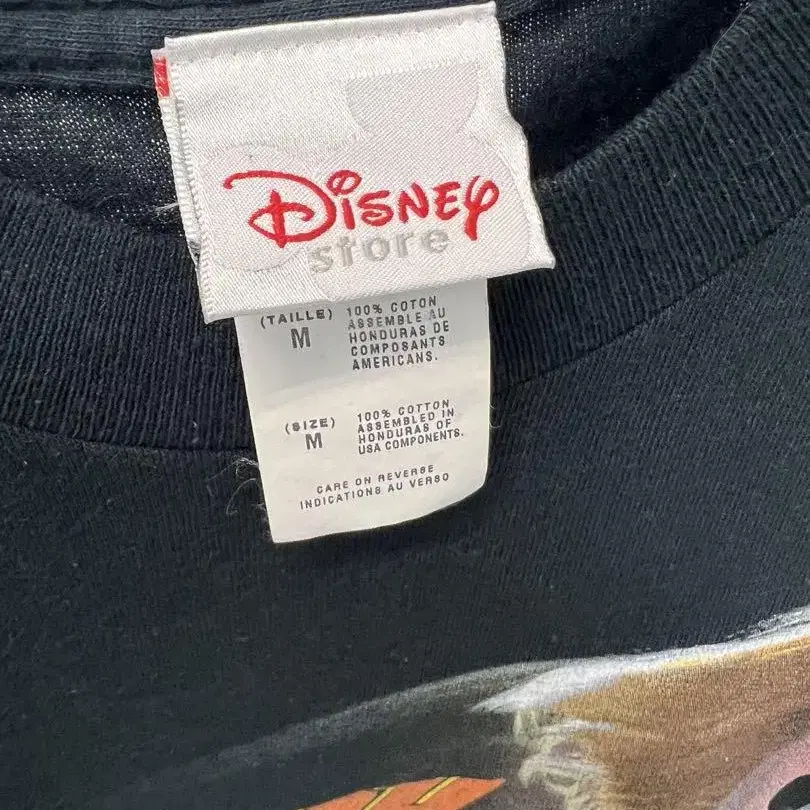 Disney
store
(TAILLE)
M
100% COTON
ASSEMBLE AU
HONDURAS DE
COMPOSANTS
AMERICANS.
(SIZE)
M
100% COTTON
ASSEMBLED IN
HONDURAS OF
USA COMPONENTS.
CARE ON REVERSE
INDICATIONS AU VERSO